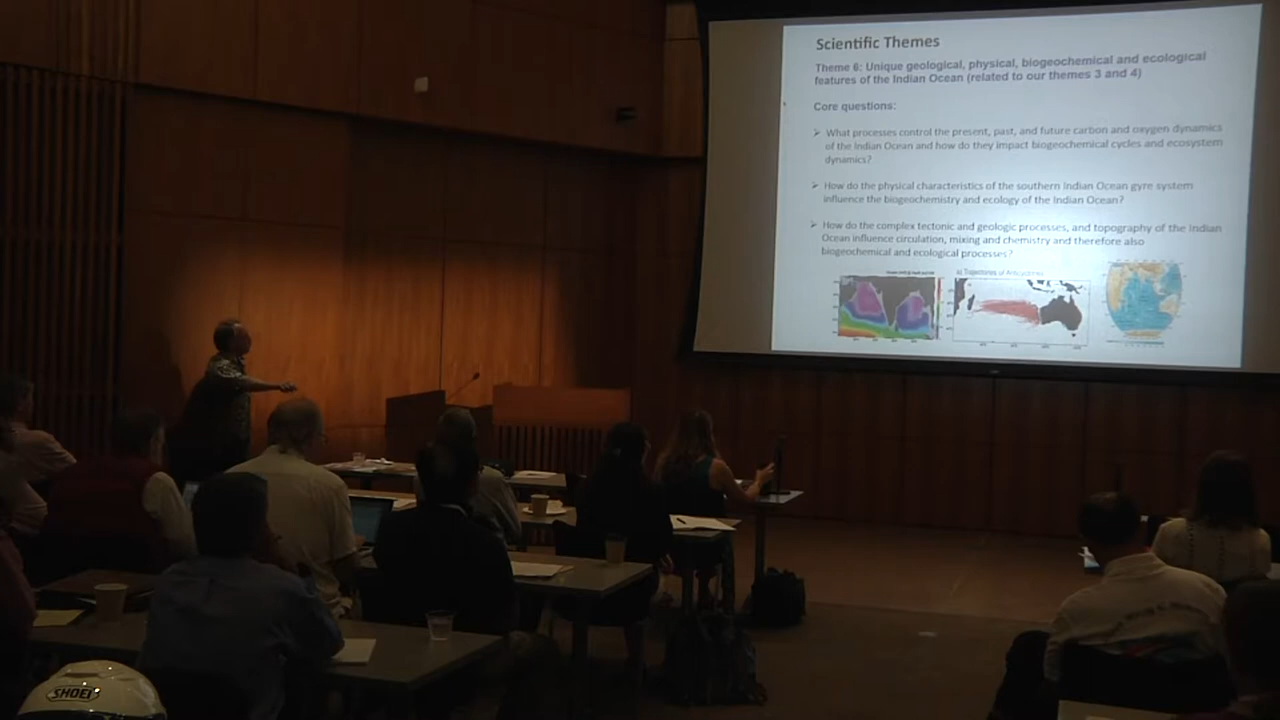 Scientific Themes
Theme 6: Unique geological, physical, biogeochemical and ecological
features of the Indian Ocean (related to our themes 3 and 4)
Core questions:
➢ What processes control the present, past, and future carbon and oxygen dynamics
of the Indian Ocean and how do they impact biogeochemical cycles and ecosystem
dynamics?
➢ How do the physical characteristics of the southern Indian Ocean gyre system
influence the biogeochemistry and ecology of the Indian Ocean?
➢ How do the complex tectonic and geologic processes, and topography of the Indian
Ocean influence circulation, mixing and chemistry and therefore also
biogeochemical and ecological processes?
a) Trajectories of Anticyclones
SHOEI